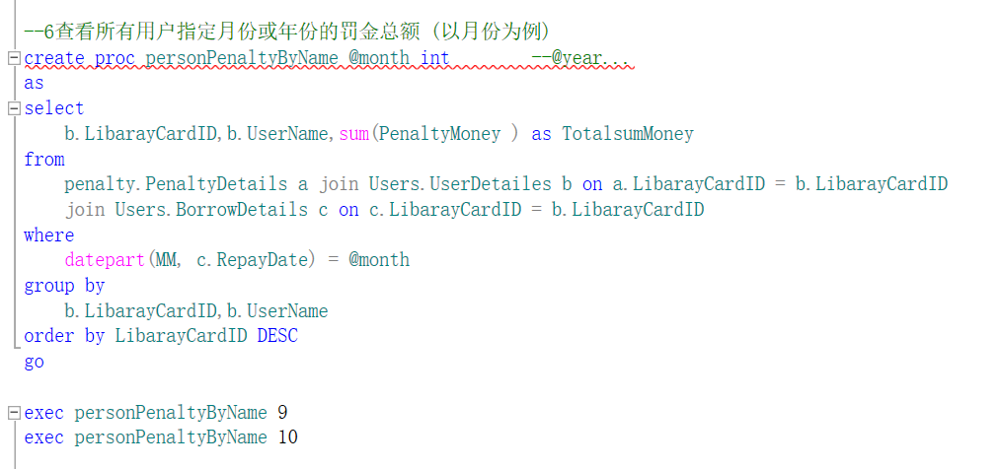 --6查看所有用户指定月份或年份的罚金总额（以月份为例）
create proc personPenaltyByName @month int        --@year...
as
select
    b.LibarayCardID,b.UserName,sum(PenaltyMoney ) as TotalsumMoney
from
    penalty.PenaltyDetails a join Users.UserDetailes b on a.LibarayCardID = b.LibarayCardID
    join Users.BorrowDetails c on c.LibarayCardID = b.LibarayCardID
where
    datepart(MM, c.RepayDate) = @month
group by
    b.LibarayCardID,b.UserName
order by LibarayCardID DESC
go
exec personPenaltyByName 9
exec personPenaltyByName 10